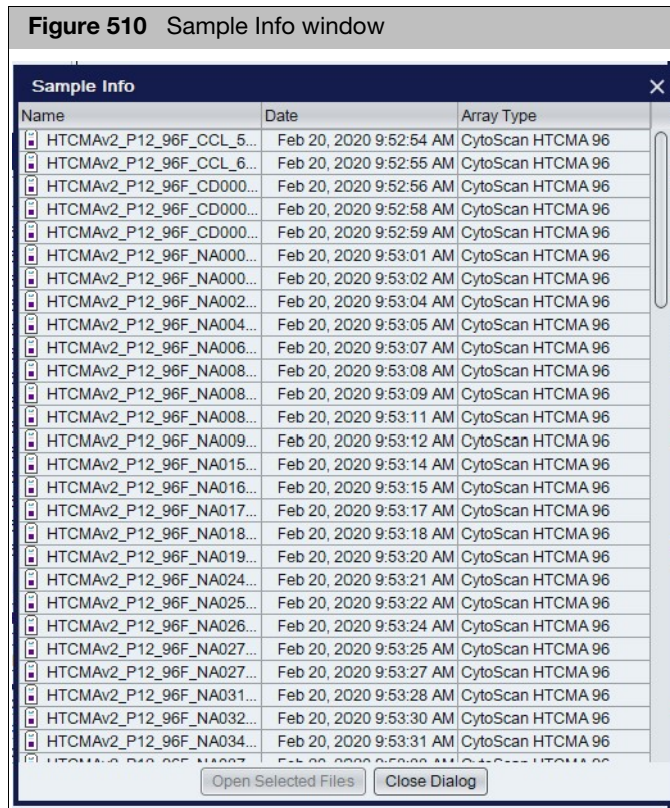 Figure 510 Sample Info window
Sample Info
Name Date Array Type
HTCMAv2_P12_96F_CCL_5... Feb 20, 2020 9:52:54 AM CytoScan HTCMA 96
HTCMAv2_P12_96F_CCL_6... Feb 20, 2020 9:52:55 AM CytoScan HTCMA 96
HTCMAv2_P12_96F_CD000... Feb 20, 2020 9:52:56 AM CytoScan HTCMA 96
HTCMAv2_P12_96F_CD000... Feb 20, 2020 9:52:58 AM CytoScan HTCMA 96
HTCMAv2_P12_96F_CD000... Feb 20, 2020 9:52:59 AM CytoScan HTCMA 96
HTCMAv2_P12_96F_NA000... Feb 20, 2020 9:53:01 AM CytoScan HTCMA 96
HTCMAv2_P12_96F_NA000... Feb 20, 2020 9:53:02 AM CytoScan HTCMA 96
HTCMAv2_P12_96F_NA002... Feb 20, 2020 9:53:04 AM CytoScan HTCMA 96
HTCMAv2_P12_96F_NA004... Feb 20, 2020 9:53:05 AM CytoScan HTCMA 96
HTCMAv2_P12_96F_NA006... Feb 20, 2020 9:53:07 AM CytoScan HTCMA 96
HTCMAv2_P12_96F_NA008... Feb 20, 2020 9:53:08 AM CytoScan HTCMA 96
HTCMAv2_P12_96F_NA008... Feb 20, 2020 9:53:09 AM CytoScan HTCMA 96
HTCMAv2_P12_96F_NA008... Feb 20, 2020 9:53:11 AM CytoScan HTCMA 96
HTCMAv2_P12_96F_NA009... Feb 20, 2020 9:53:12 AM CytoScan HTCMA 96
HTCMAv2_P12_96F_NA015... Feb 20, 2020 9:53:14 AM CytoScan HTCMA 96
HTCMAv2_P12_96F_NA016... Feb 20, 2020 9:53:15 AM CytoScan HTCMA 96
HTCMAv2_P12_96F_NA017... Feb 20, 2020 9:53:17 AM CytoScan HTCMA 96
HTCMAv2_P12_96F_NA018... Feb 20, 2020 9:53:18 AM CytoScan HTCMA 96
HTCMAv2_P12_96F_NA019... Feb 20, 2020 9:53:20 AM CytoScan HTCMA 96
HTCMAv2_P12_96F_NA024... Feb 20, 2020 9:53:21 AM CytoScan HTCMA 96
HTCMAv2_P12_96F_NA025... Feb 20, 2020 9:53:22 AM CytoScan HTCMA 96
HTCMAv2_P12_96F_NA026... Feb 20, 2020 9:53:24 AM CytoScan HTCMA 96
HTCMAv2_P12_96F_NA027... Feb 20, 2020 9:53:25 AM CytoScan HTCMA 96
HTCMAv2_P12_96F_NA027... Feb 20, 2020 9:53:27 AM CytoScan HTCMA 96
HTCMAv2_P12_96F_NA031... Feb 20, 2020 9:53:28 AM CytoScan HTCMA 96
HTCMAv2_P12_96F_NA032... Feb 20, 2020 9:53:30 AM CytoScan HTCMA 96
HTCMAv2_P12_96F_NA034... Feb 20, 2020 9:53:31 AM CytoScan HTCMA 96
Open Selected Files Close Dialog